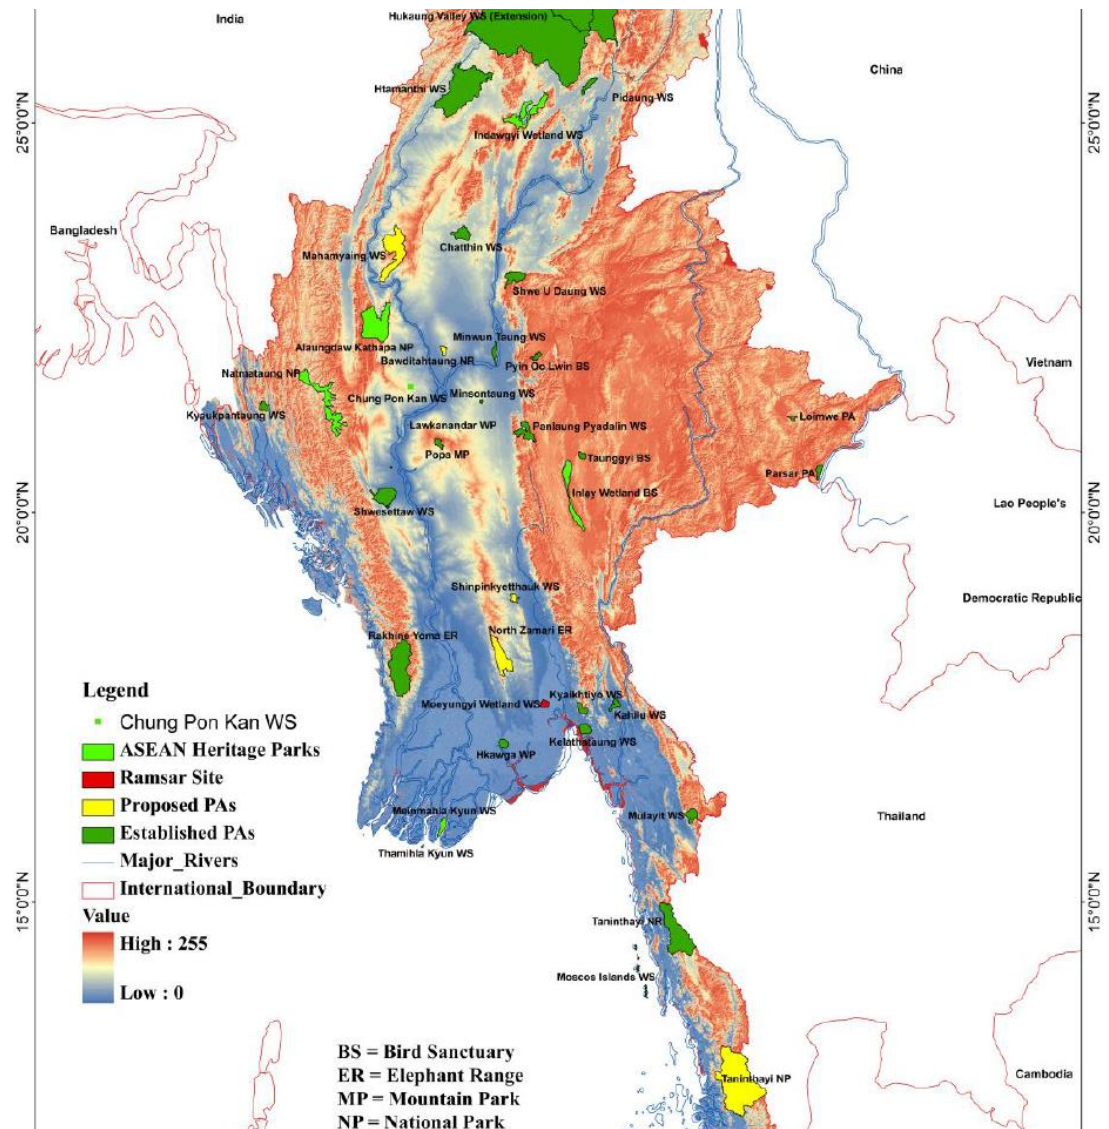 Hukaung Valley WS (Extension)
India
China
Htamanthi WS
Pidaung WS
25°0'0"N
25°0'0"N
Indawgyi Wetland WS
Bangladesh
Chatthin WS
Mahamyaing WS
Shwe U Daung WS
Minwun Taung WS
Alaungdaw Kathapa NP
Bawditahtaung NR
Pyin Oo Lwin BS
Vietnam
Natmataung NP
Chung Pon Kan WS
Minsontaung WS
Kyaukpantaung WS
Loimwe PA
Lawkanandar WP
Panlaung Pyadalin WS
Popa MP
Taunggyi BS
Parsar PA
Inlay Wetland BS
Lao People's
Shwesettaw WS
20°0'0"N
20°0'0"N
Shinpinkyetthauk WS
Democratic Republic
North Zamari ER
Rakhine Yoma ER
Legend
Kyaikhtiyo WS
Moeyungyi Wetland WS
Kahilu WS
Chung Pon Kan WS
Kelathataung WS
ASEAN Heritage Parks
Hkawga WP
Ramsar Site
Proposed PAs
Meinmahla Kyun WS
Mulayit WS
Thailand
Established PAs
Thamihla Kyun WS
Major_Rivers
International_Boundary
15°0'0"N
15°0'0"N
Value
Taninthayi NR
High : 255
Moscos Islands WS
Low : 0
BS = Bird Sanctuary
ER = Elephant Range
MP = Mountain Park
NP = National Park
Taninthayi NP
Cambodia